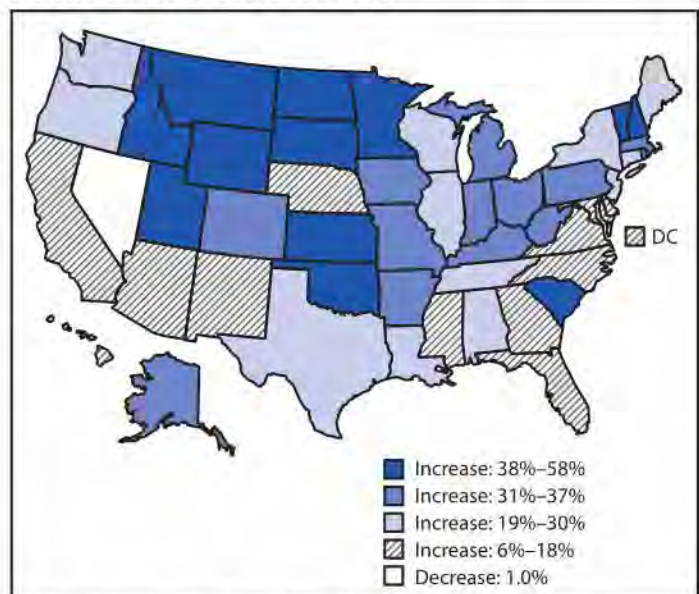 DC
Increase: 38%–58%
Increase: 31%–37%
Increase: 19%–30%
Increase: 6%–18%
Decrease: 1.0%